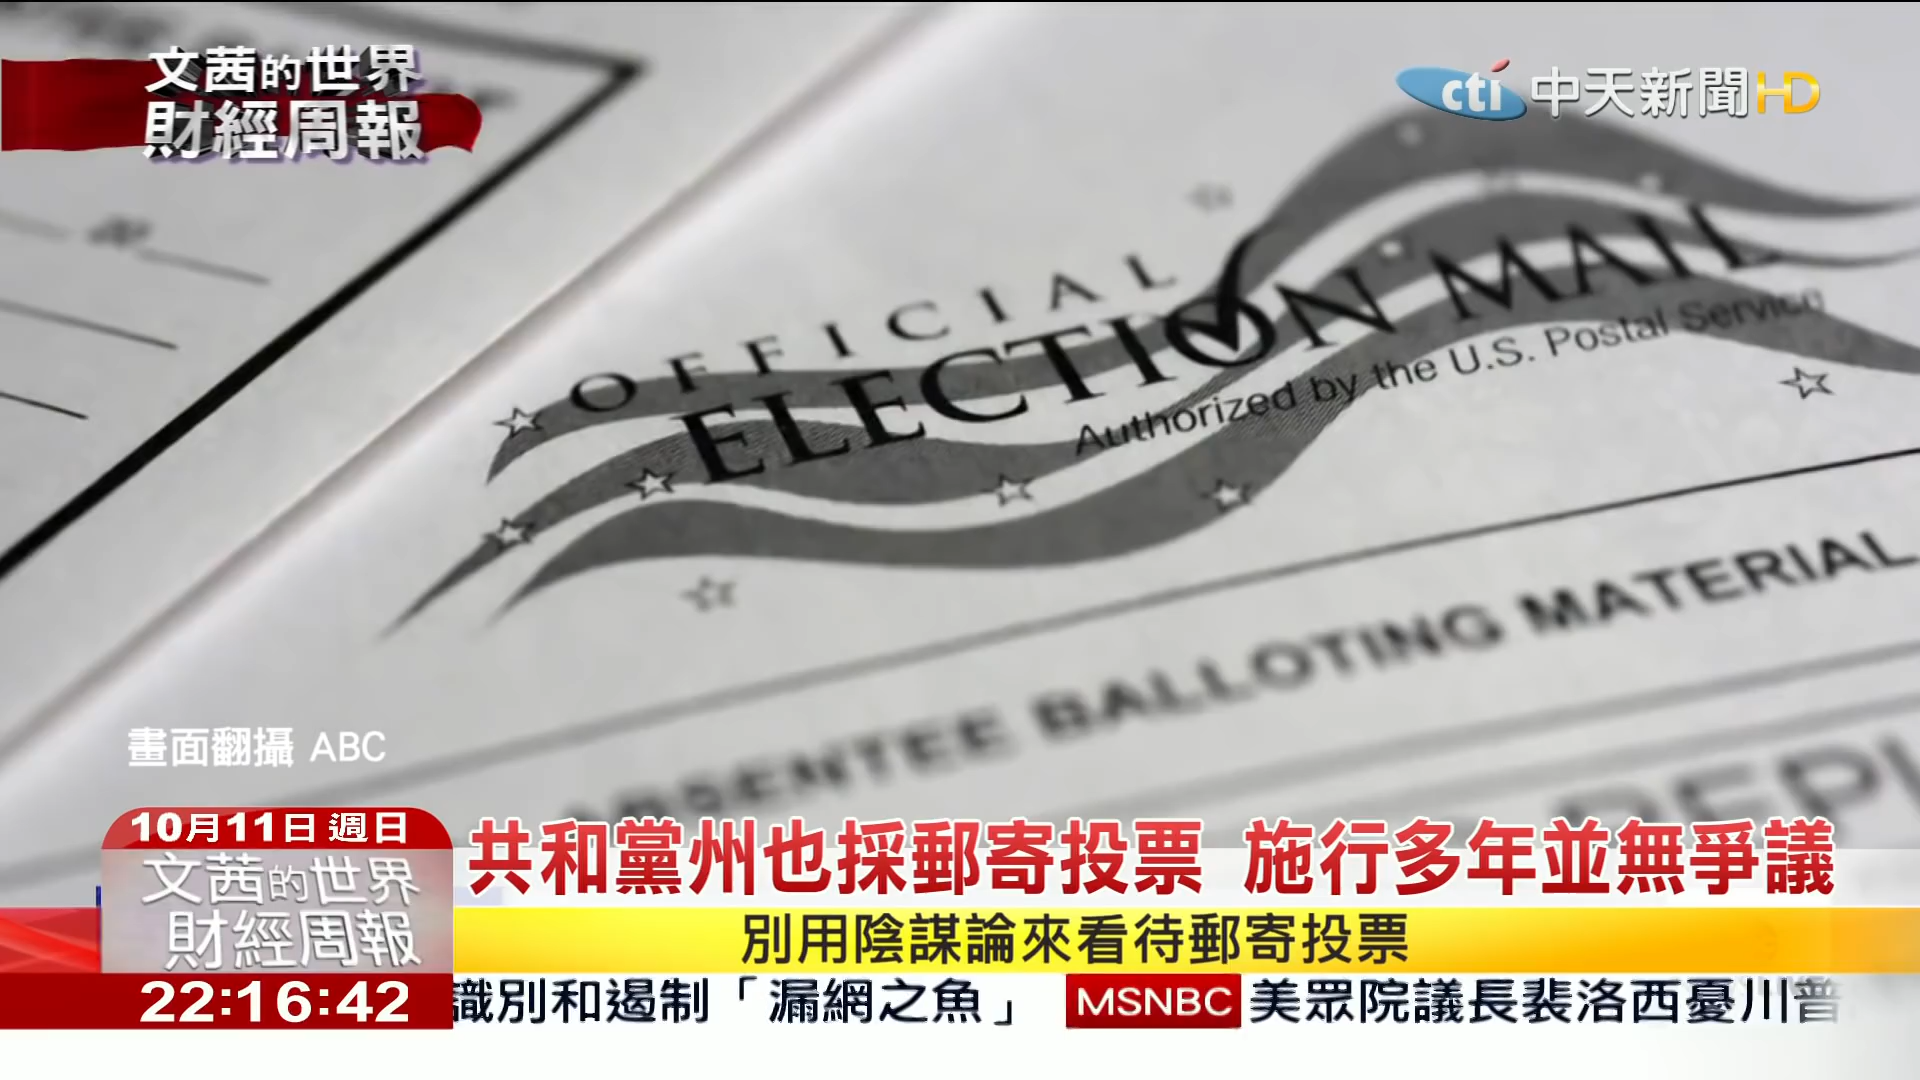 文茜的世界
財經周報
cti 中天新聞HD
OFFICIAL
ELECTION MAIL
Authorized by the U.S. Postal Service
ABSENTEE BALLOTING MATERIAL
畫面翻攝 ABC
10月11日 週日
文茜的世界
財經周報
22:16:42
共和黨州也採郵寄投票 施行多年並無爭議
別用陰謀論來看待郵寄投票
識別和遏制「漏網之魚」 MSNBC 美眾院議長裴洛西憂川普